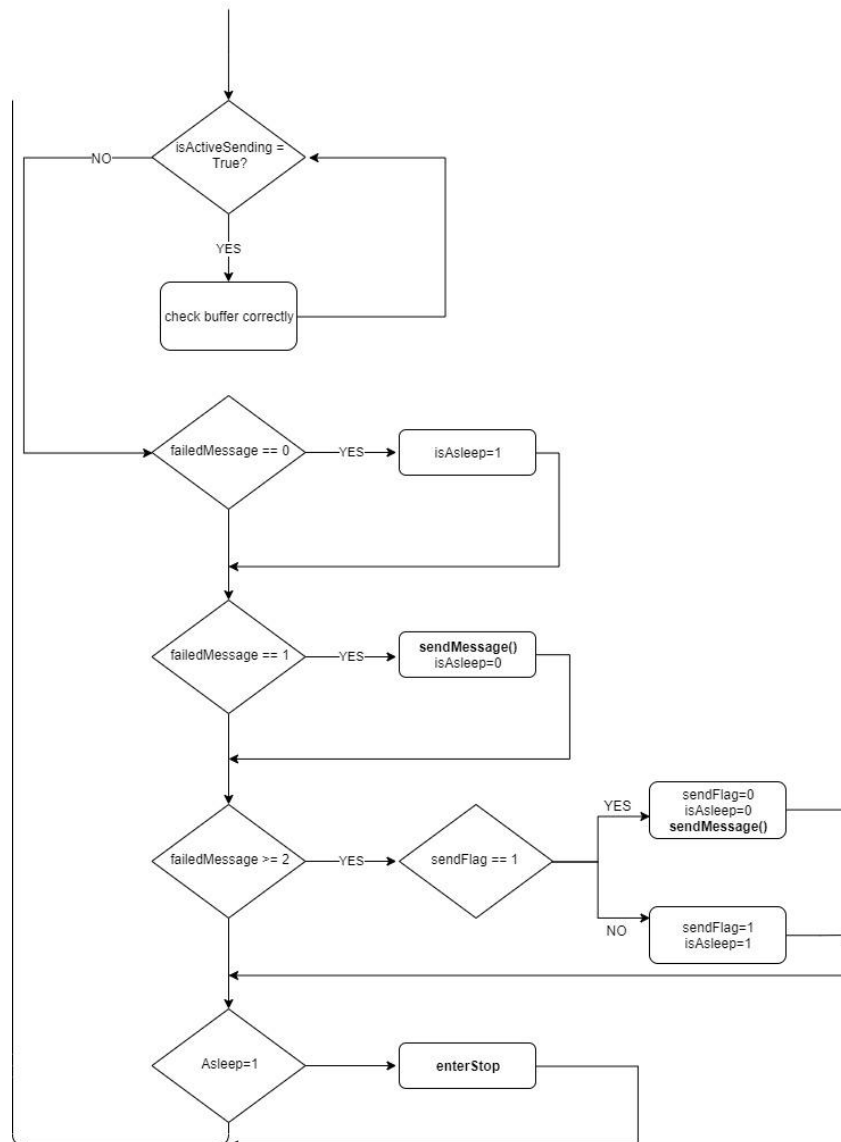 isActiveSending =
True?
NO
YES
check buffer correctly
failedMessage == 0
YES
isAsleep=1
failedMessage == 1
YES
sendMessage()
isAsleep=0
failedMessage >= 2
YES
sendFlag == 1
YES
sendFlag=0
isAsleep=0
sendMessage()
NO
sendFlag=1
isAsleep=1
Asleep=1
enterStop